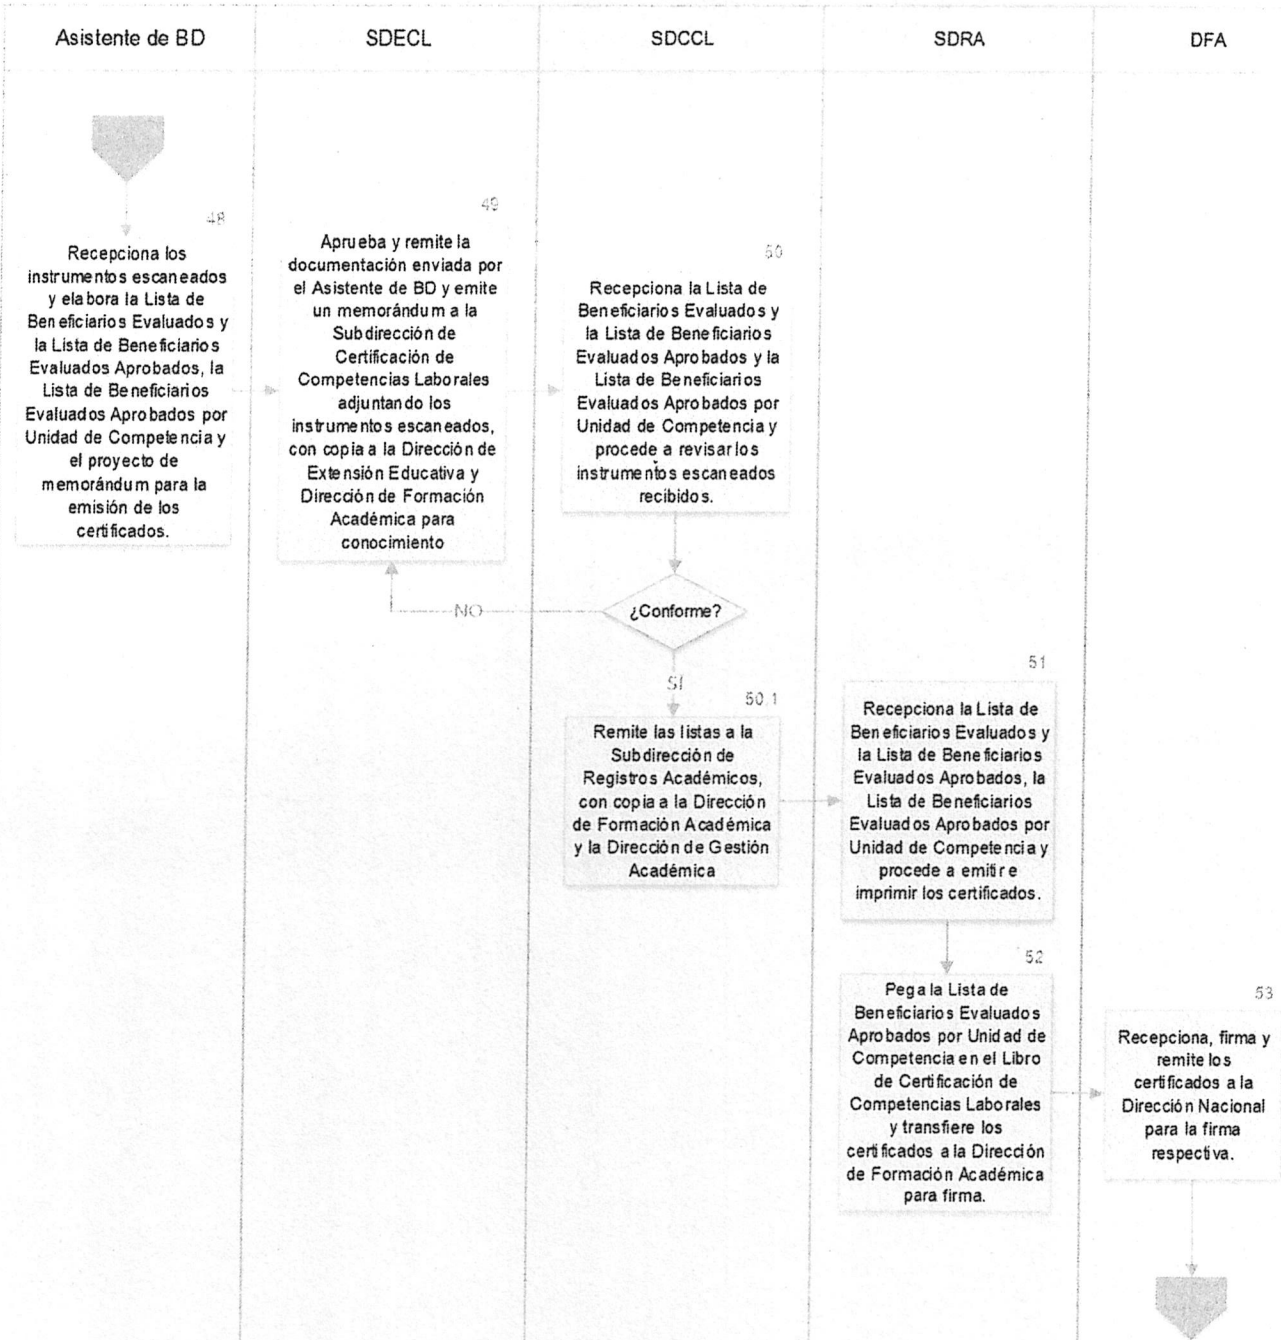 Asistente de BD
SDECL
SDCCL
SDRA
DFA
48
Recepciona los
instrumentos escaneados
y elabora la Lista de
Beneficiarios Evaluados y
la Lista de Beneficiarios
Evaluados Aprobados, la
Lista de Beneficiarios
Evaluados Aprobados por
Unidad de Competencia y
el proyecto de
memorándum para la
emisión de los
certificados.
49
Aprueba y remite la
documentación enviada por
el Asistente de BD y emite
un memorándum a la
Subdirección de
Certificación de
Competencias Laborales
adjuntando los
instrumentos escaneados,
con copia a la Dirección de
Extensión Educativa y
Dirección de Formación
Académica para
conocimiento
50
Recepciona la Lista de
Beneficiarios Evaluados y
la Lista de Beneficiarios
Evaluados Aprobados y la
Lista de Beneficiarios
Evaluados Aprobados por
Unidad de Competencia y
procede a revisar los
instrumentos escaneados
recibidos.
¿Conforme?
NO
SÍ
50.1
Remite las listas a la
Subdirección de
Registros Académicos,
con copia a la Dirección
de Formación Académica
y la Dirección de Gestión
Académica
51
Recepciona la Lista de
Beneficiarios Evaluados y
la Lista de Beneficiarios
Evaluados Aprobados, la
Lista de Beneficiarios
Evaluados Aprobados por
Unidad de Competencia y
procede a emitir e
imprimir los certificados.
52
Pega la Lista de
Beneficiarios Evaluados
Aprobados por Unidad de
Competencia en el Libro
de Certificación de
Competencias Laborales
y transfiere los
certificados a la Dirección
de Formación Académica
para firma.
53
Recepciona, firma y
remite los
certificados a la
Dirección Nacional
para la firma
respectiva.